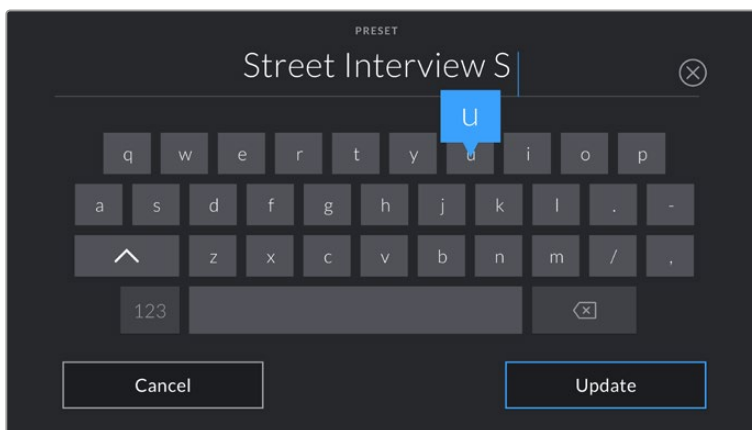 PRESET
Street Interview S
u
q w e r t y u i o p
a s d f g h j k l . -
z x c v b n m / ,
123
Cancel Update